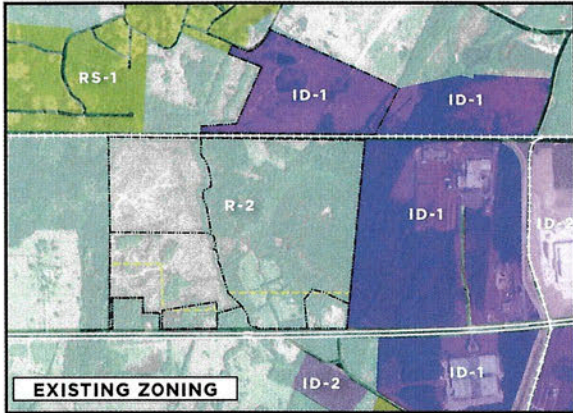 RS-1
ID-1
ID-1
R-2
ID-1
ID-2
ID-1
ID-2
EXISTING ZONING